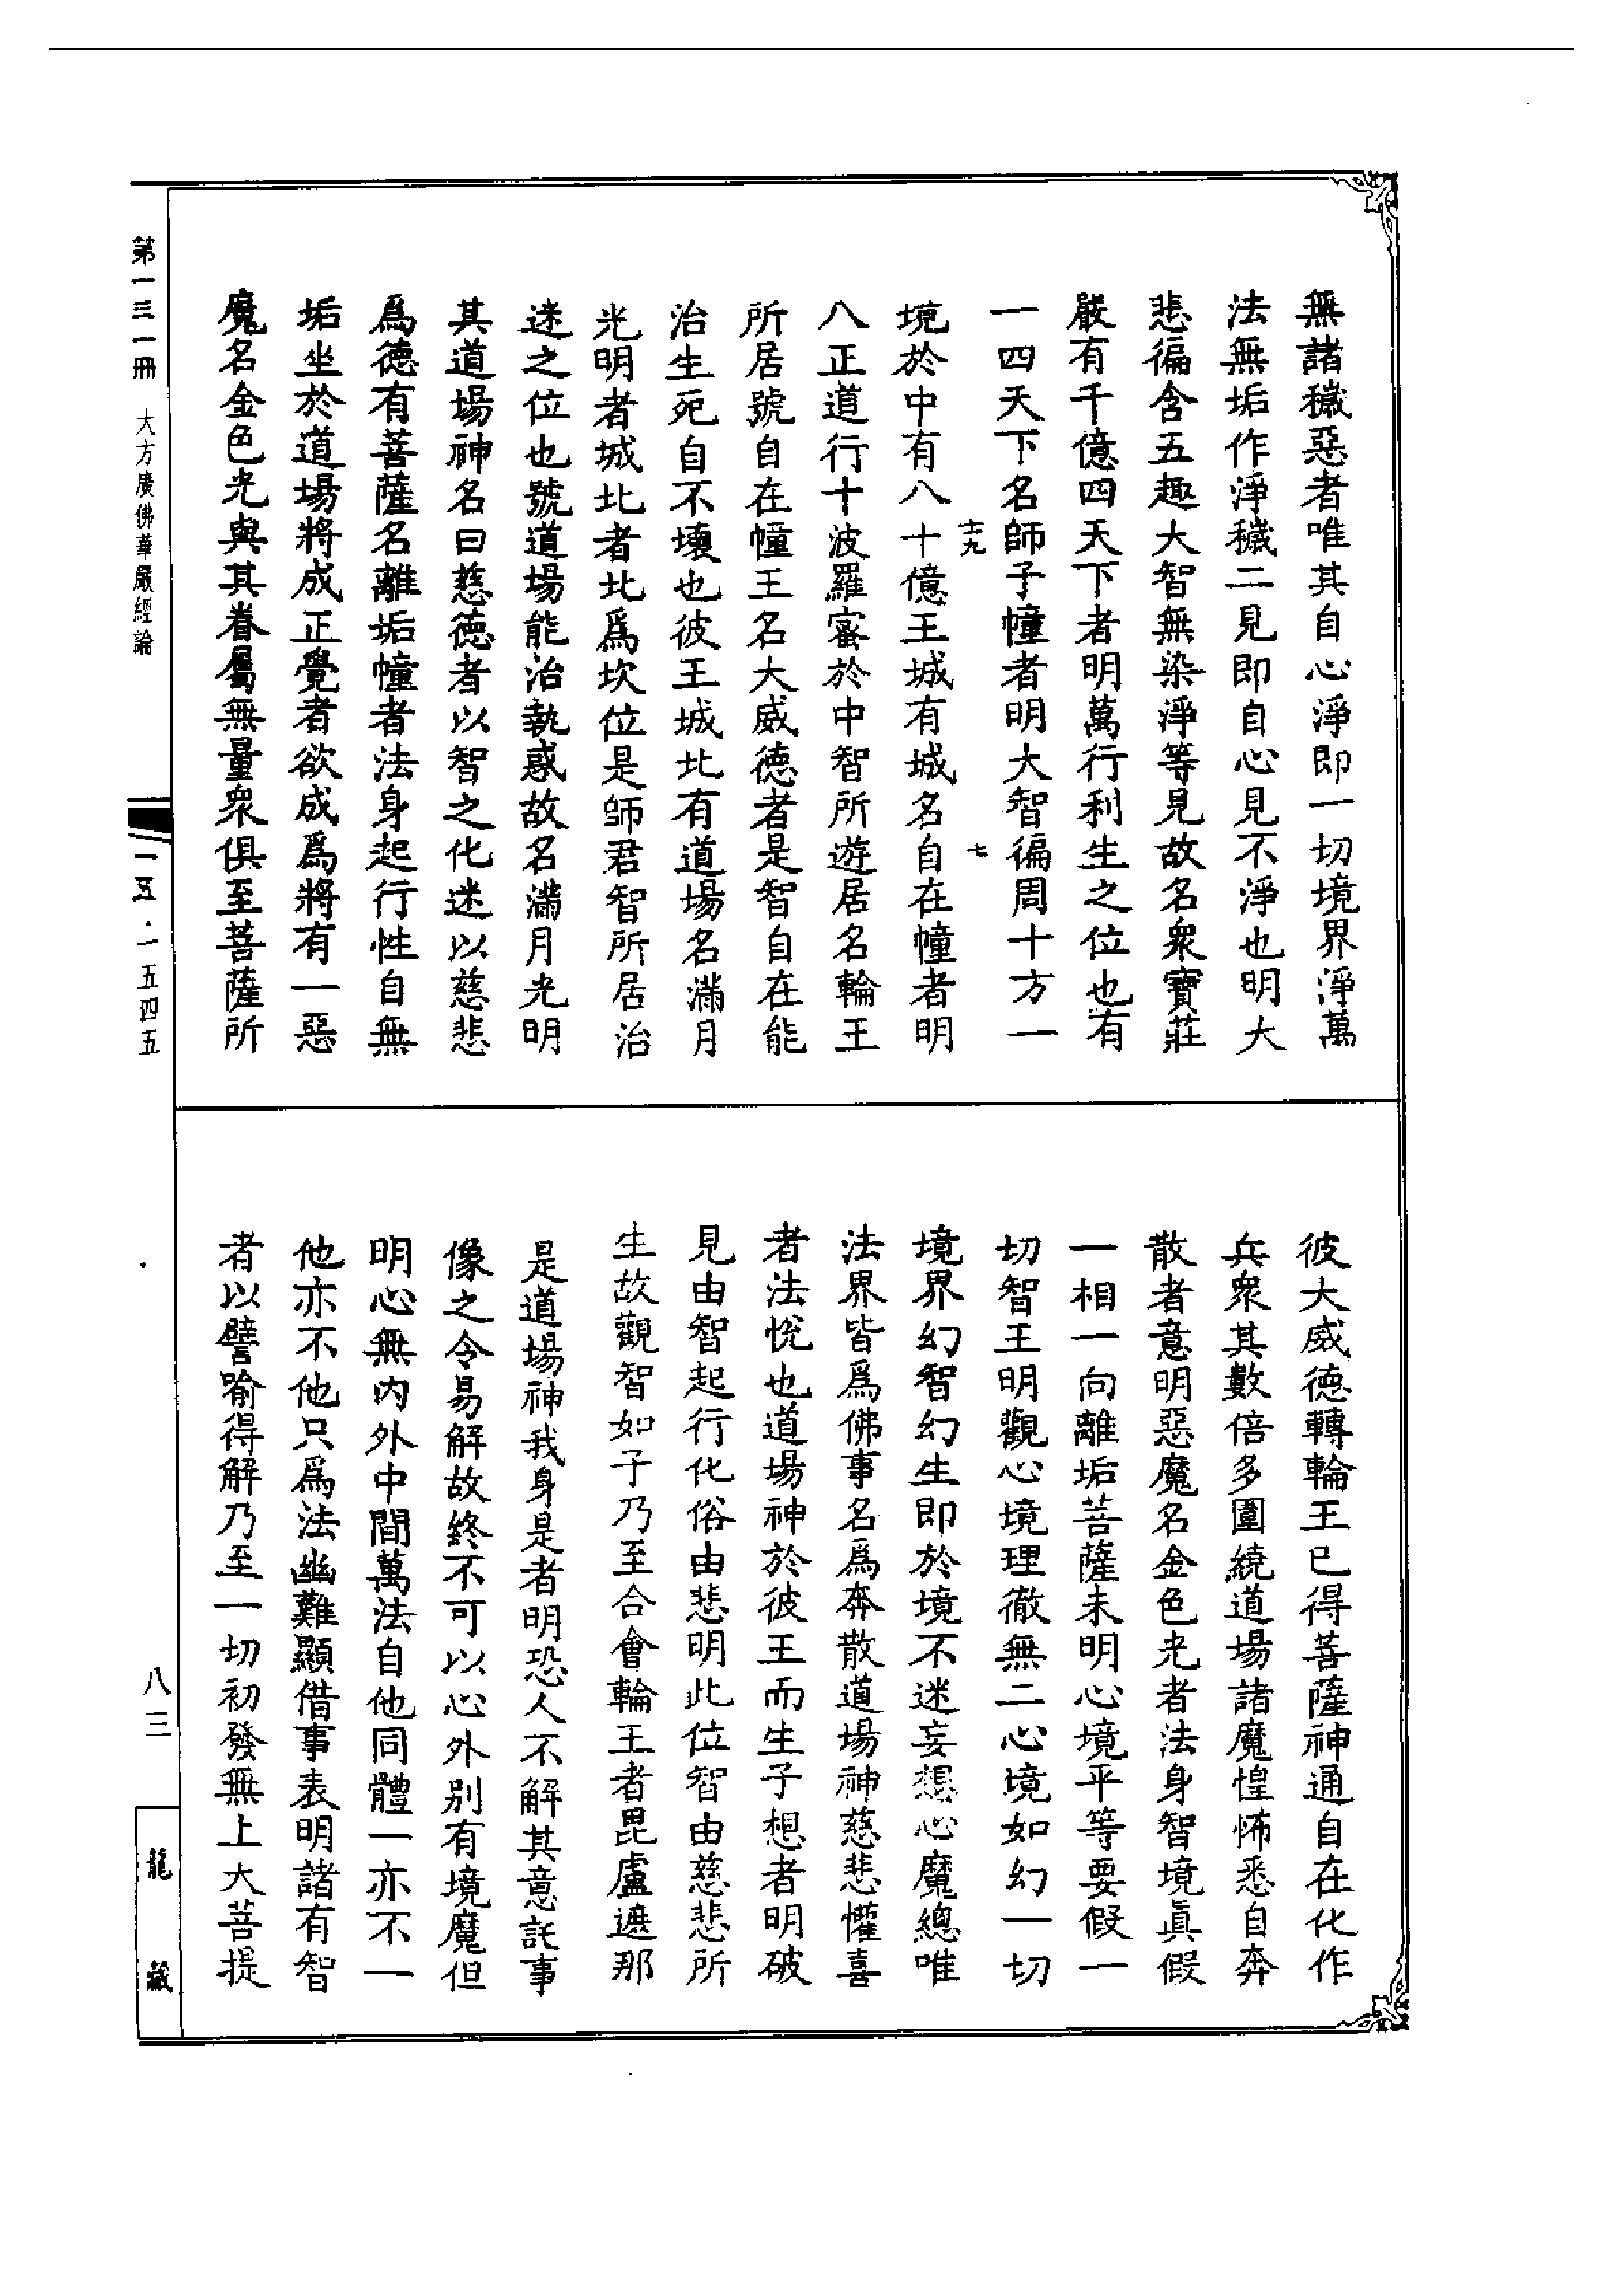 無諸穢惡者唯其自心淨即一切境界淨萬
法無垢作淨穢二見即自心見不淨也明大
悲徧含五趣大智無染淨等見故名衆寶莊
嚴有千億四天下者明萬行利生之位也有
一四天下名師子幢者明大智徧周十方一
十九 七
境於中有八十億王城有城名自在幢者明
八正道行十波羅蜜於中智所遊居名輪王
所居號自在幢王名大威德者是智自在能
治生死自不壞也彼王城北有道場名滿月
光明者城北者北爲坎位是師君智所居治
迷之位也號道場能治執惑故名滿月光明
其道場神名曰慈德者以智之化迷以慈悲
爲德有菩薩名離垢幢者法身起行性自無
垢坐於道場將成正覺者欲成爲將有一惡
魔名金色光與其眷屬無量衆俱至菩薩所
彼大威德轉輪王已得菩薩神通自在化作
兵衆其數倍多圍繞道場諸魔惶怖悉自奔
散者意明惡魔名金色光者法身智境眞假
一相一向離垢菩薩未明心境平等要假一
切智王明觀心境理徹無二心境如幻一切
境界幻智幻生即於境不迷妄想心魔總唯
法界皆爲佛事名爲奔散道場神慈悲懽喜
者法悅也道場神於彼王而生子想者明破
見由智起行化俗由悲明此位智由慈悲所
生故觀智如子乃至合會輪王者毘盧遮那
是道場神我身是者明恐人不解其意託事
像之令易解故終不可以心外別有境魔但
明心無內外中間萬法自他同體一亦不一
他亦不他只爲法幽難顯借事表明諸有智
者以譬喻得解乃至一切初發無上大菩提
第一三一冊 大方廣佛華嚴經論
一五·一五四五
八三
龍藏